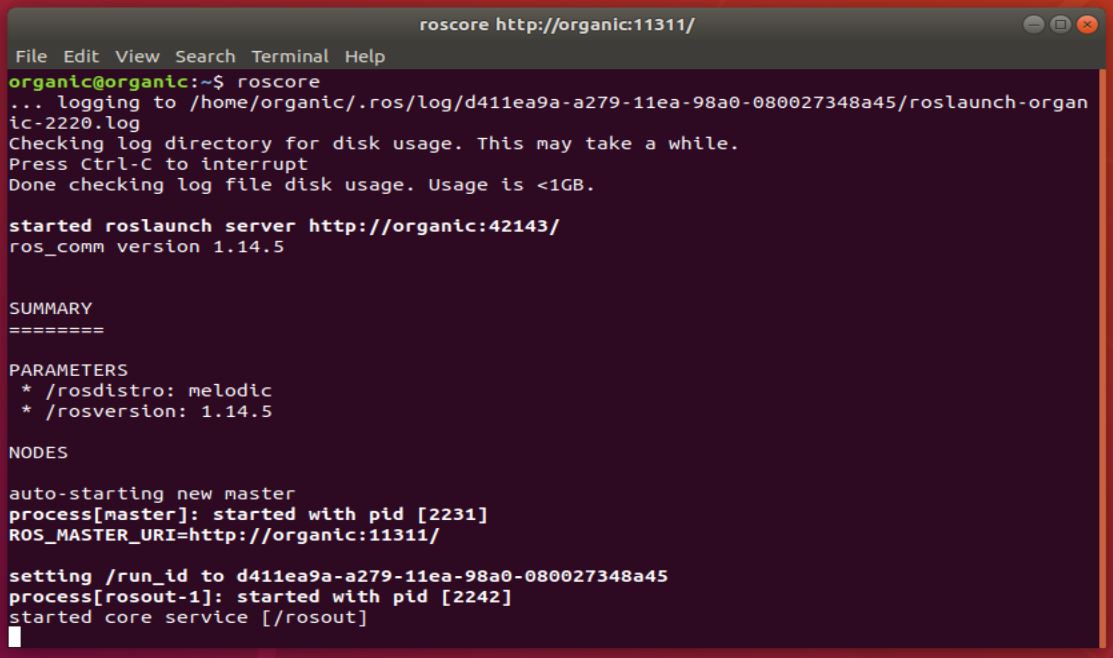 roscore http://organic:11311/
File Edit View Search Terminal Help
organic@organic:~$ roscore
... logging to /home/organic/.ros/log/d411ea9a-a279-11ea-98a0-080027348a45/roslaunch-organ
ic-2220.log
Checking log directory for disk usage. This may take a while.
Press Ctrl-C to interrupt
Done checking log file disk usage. Usage is <1GB.
started roslaunch server http://organic:42143/
ros_comm version 1.14.5
SUMMARY
========
PARAMETERS
 * /rosdistro: melodic
 * /rosversion: 1.14.5
NODES
auto-starting new master
process[master]: started with pid [2231]
ROS_MASTER_URI=http://organic:11311/
setting /run_id to d411ea9a-a279-11ea-98a0-080027348a45
process[rosout-1]: started with pid [2242]
started core service [/rosout]